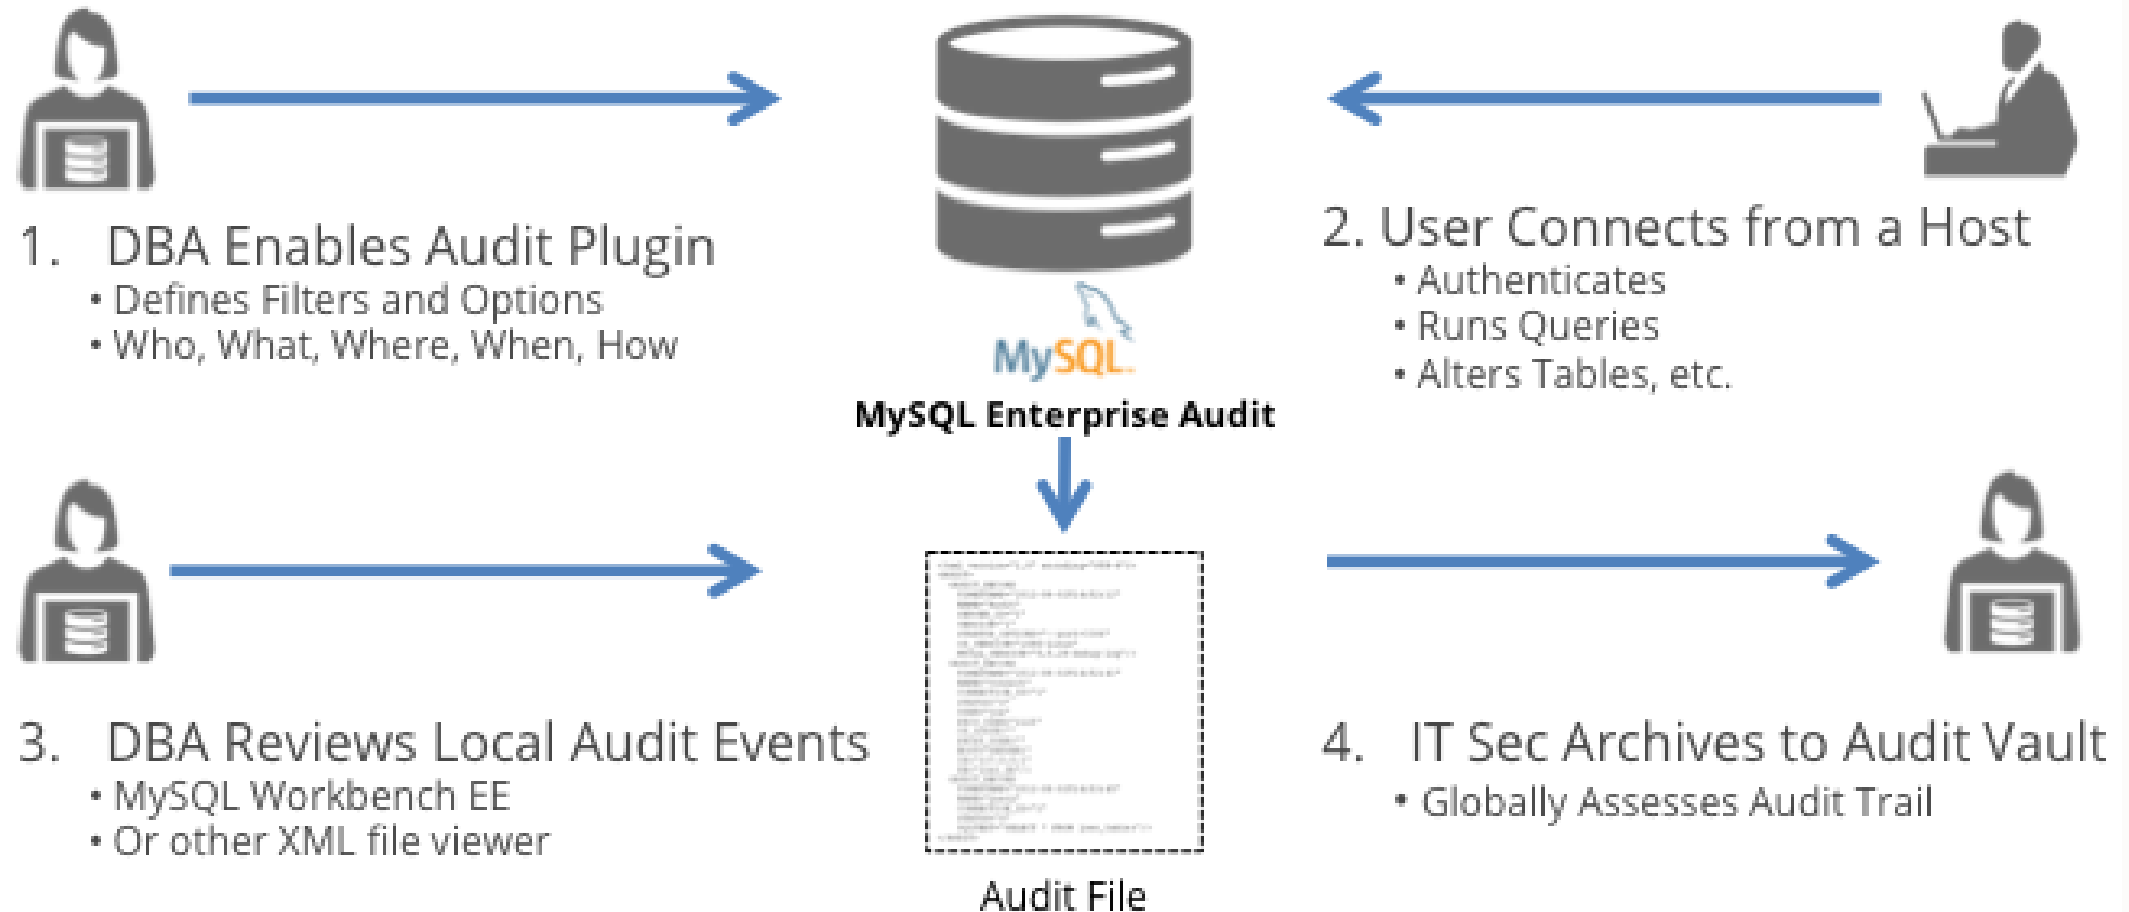 1. DBA Enables Audit Plugin
• Defines Filters and Options
• Who, What, Where, When, How
MySQL
MySQL Enterprise Audit
2. User Connects from a Host
• Authenticates
• Runs Queries
• Alters Tables, etc.
3. DBA Reviews Local Audit Events
• MySQL Workbench EE
• Or other XML file viewer
Audit File
4. IT Sec Archives to Audit Vault
• Globally Assesses Audit Trail